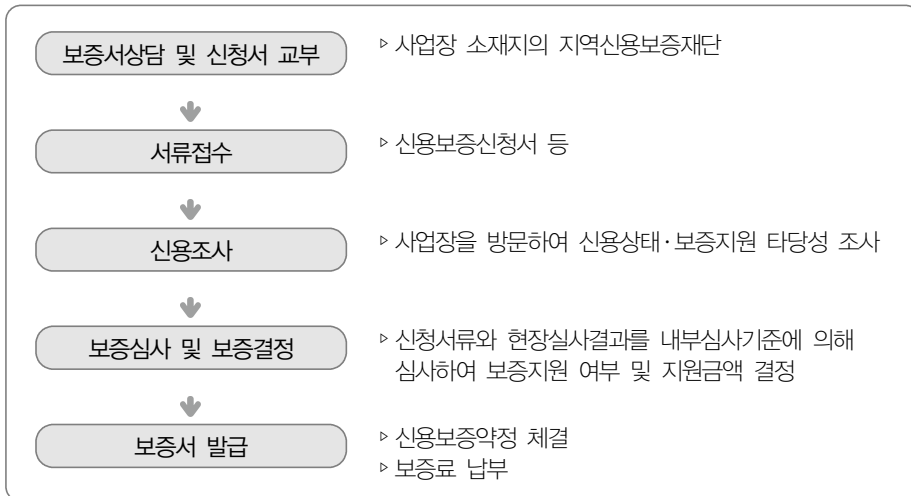 보증서상담 및 신청서 교부
▹ 사업장 소재지의 지역신용보증재단
서류접수
▹ 신용보증신청서 등
신용조사
▹ 사업장을 방문하여 신용상태·보증지원 타당성 조사
보증심사 및 보증결정
▹ 신청서류와 현장실사결과를 내부심사기준에 의해
심사하여 보증지원 여부 및 지원금액 결정
보증서 발급
▹ 신용보증약정 체결
▹ 보증료 납부